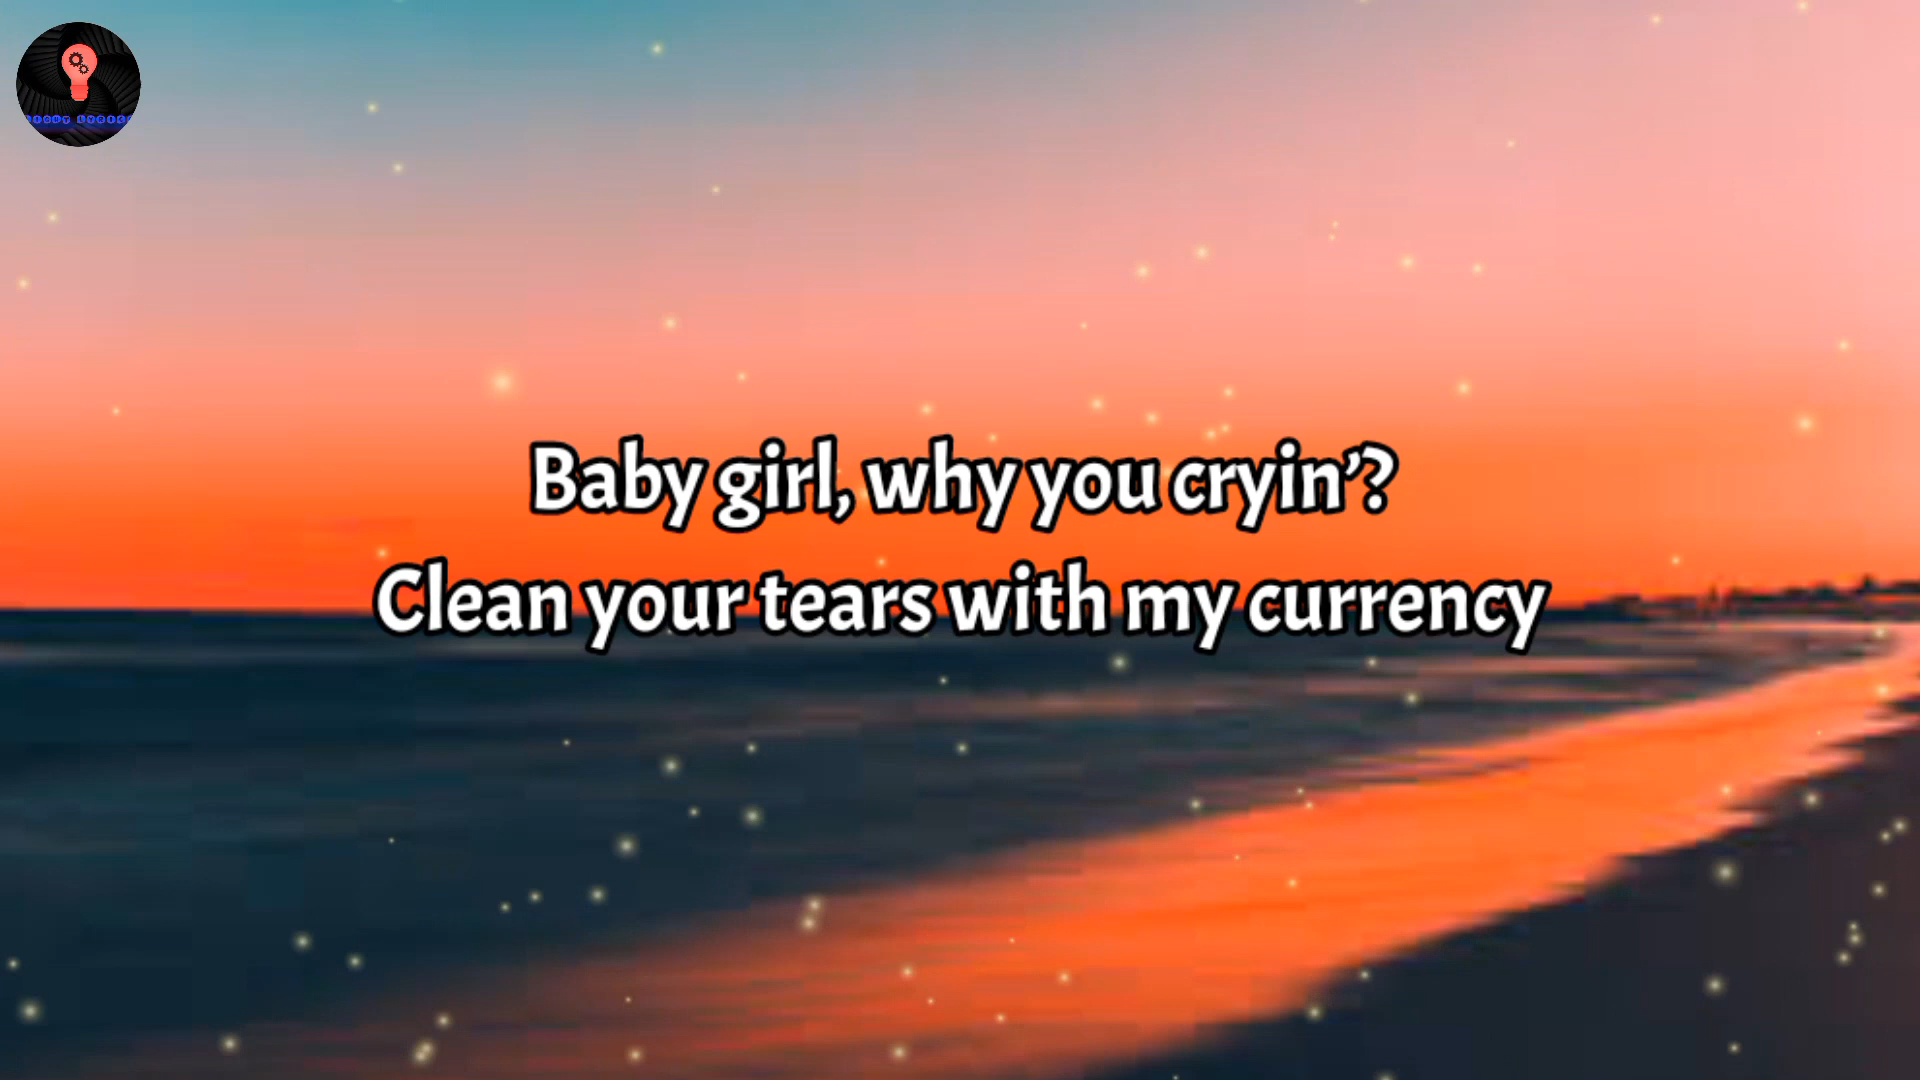 Baby girl, why you cryin’?
Clean your tears with my currency